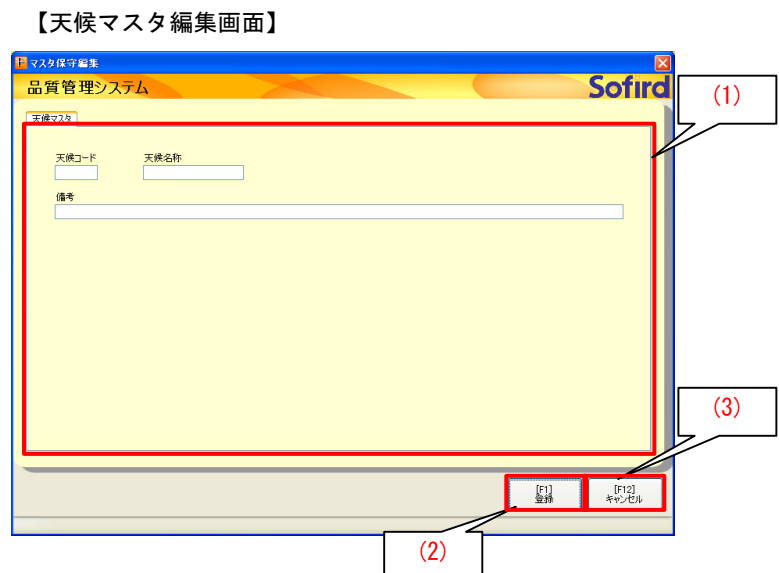 【天候マスタ編集画面】
マスタ保守編集
品質管理システム
Sofird
(1)
天候マスタ
天候コード
天候名称
備考
(3)
[F1]
登録
[F12]
キャンセル
(2)